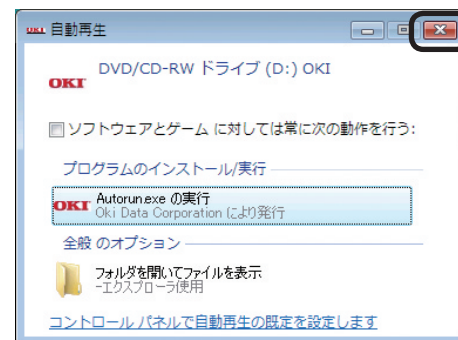 OKI 自動再生
DVD/CD-RW ドライブ (D:) OKI
OKI
ソフトウェアとゲーム に対しては常に次の動作を行う:
プログラムのインストール/実行
OKI Autorun.exe の実行
Oki Data Corporation により発行
全般 のオプション
フォルダを開いてファイルを表示
-エクスプローラ使用
コントロール パネルで自動再生の既定を設定します